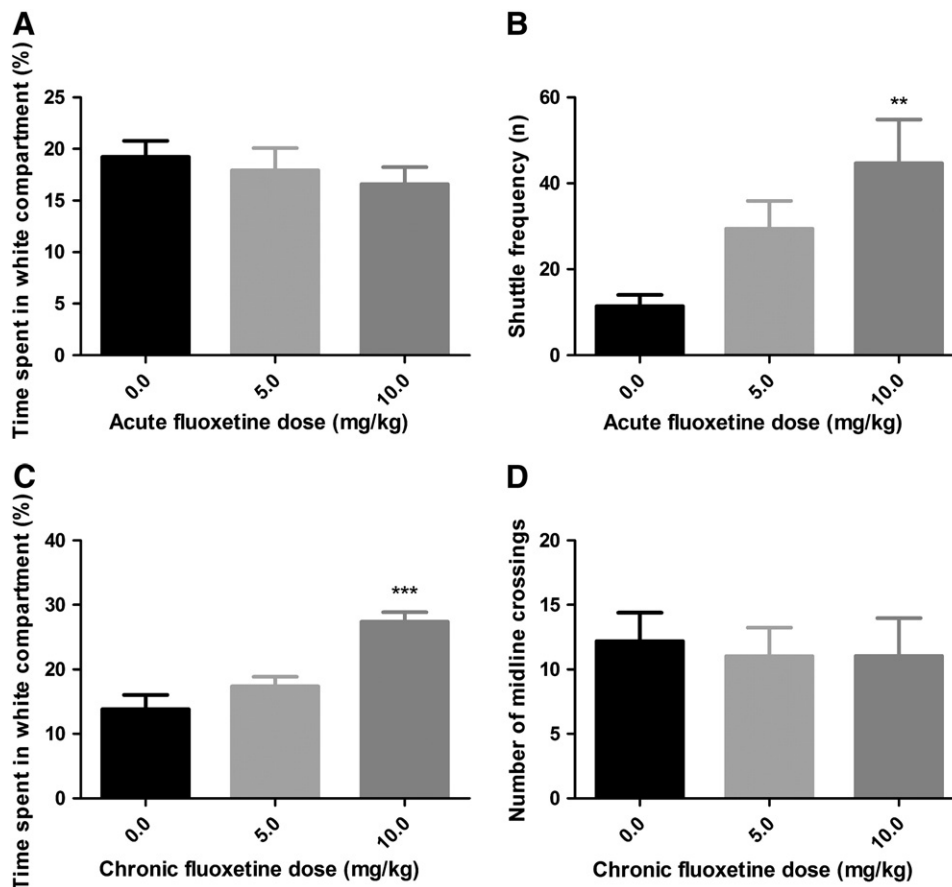 A
Time spent in white compartment (%)
25
20
15
10
5
0
0.0
5.0
10.0
Acute fluoxetine dose (mg/kg)
B
Shuttle frequency (n)
60
40
20
0
**
0.0
5.0
10.0
Acute fluoxetine dose (mg/kg)
C
Time spent in white compartment (%)
40
30
20
10
0
***
0.0
5.0
10.0
Chronic fluoxetine dose (mg/kg)
D
Number of midline crossings
20
15
10
5
0
0.0
5.0
10.0
Chronic fluoxetine dose (mg/kg)